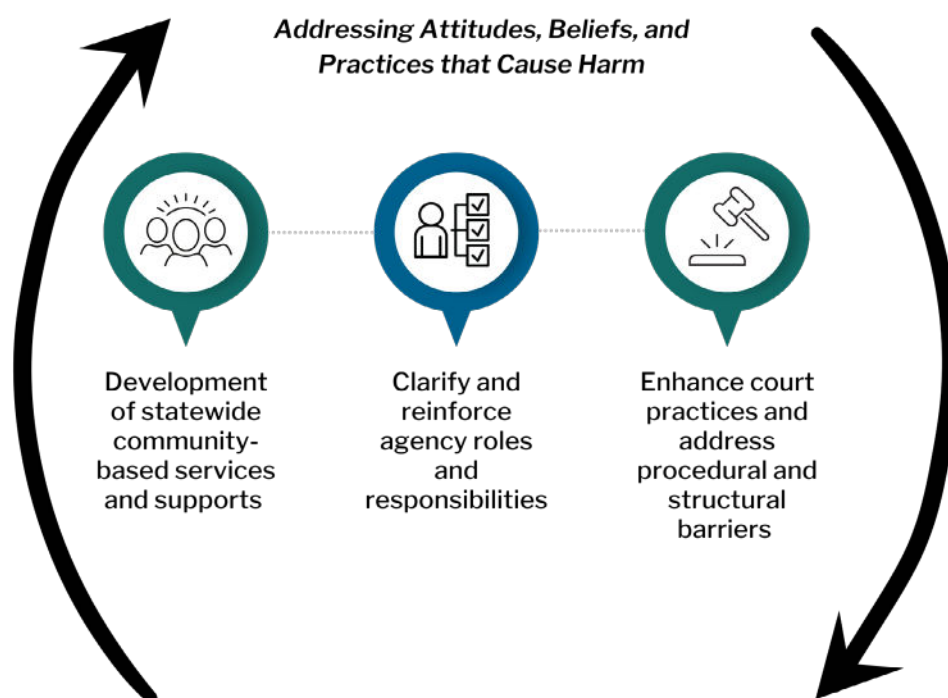 Addressing Attitudes, Beliefs, and
Practices that Cause Harm
Development
of statewide
community-
based services
and supports
Clarify and
reinforce
agency roles
and
responsibilities
Enhance court
practices and
address
procedural and
structural
barriers